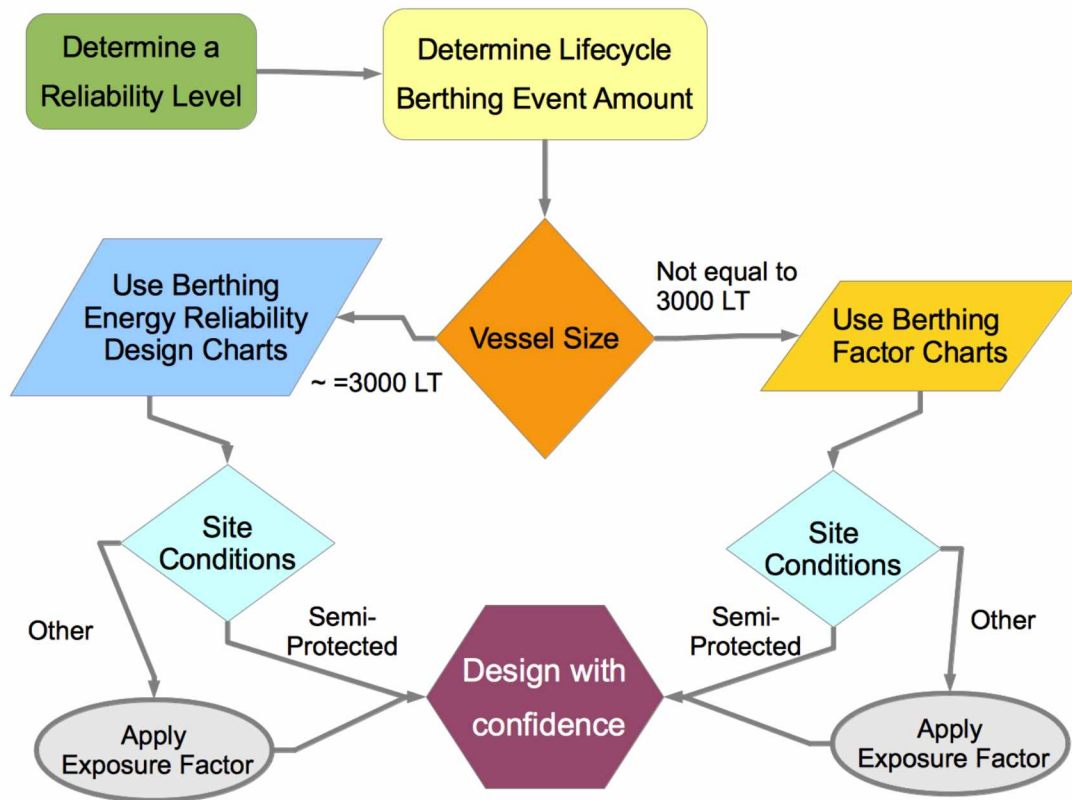 Determine a
Reliability Level
Determine Lifecycle
Berthing Event Amount
Use Berthing
Energy Reliability
Design Charts
Vessel Size
Not equal to
3000 LT
Use Berthing
Factor Charts
~ =3000 LT
Site
Conditions
Site
Conditions
Other
Semi-
Protected
Design with
confidence
Semi-
Protected
Other
Apply
Exposure Factor
Apply
Exposure Factor